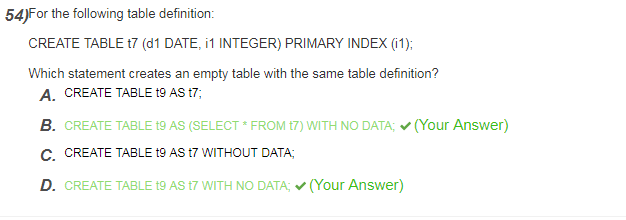 54)For the following table definition:
CREATE TABLE t7 (d1 DATE, i1 INTEGER) PRIMARY INDEX (i1);
Which statement creates an empty table with the same table definition?
A. CREATE TABLE t9 AS t7;
B. CREATE TABLE t9 AS (SELECT * FROM t7) WITH NO DATA; ✔ (Your Answer)
C. CREATE TABLE t9 AS t7 WITHOUT DATA;
D. CREATE TABLE t9 AS t7 WITH NO DATA; ✔ (Your Answer)